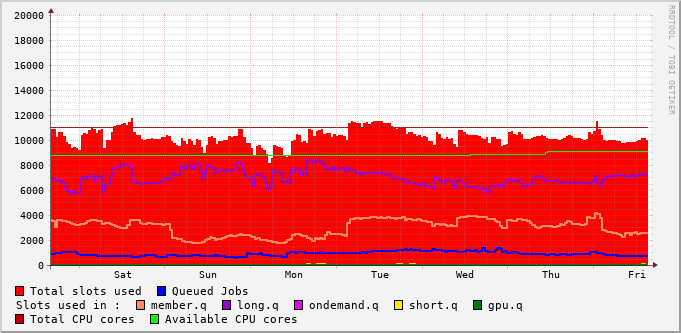 20000
18000
16000
14000
12000
10000
8000
6000
4000
2000
0
Sat Sun Mon Tue Wed Thu Fri
Total slots used Queued Jobs
Slots used in : member.q long.q ondemand.q short.q gpu.q
Total CPU cores Available CPU cores
RRDTOOL / TOBI OETIKER